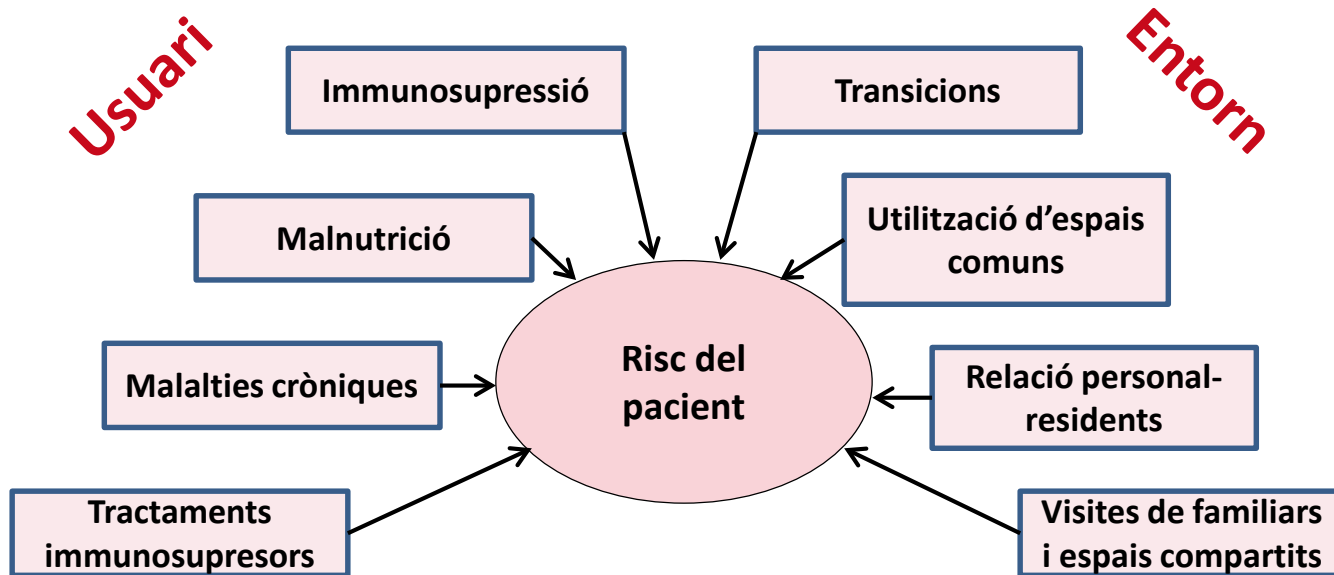 Usuari
Entorn
Immunosupressió
Transicions
Malnutrició
Utilització d’espais
comuns
Malalties cròniques
Risc del
pacient
Relació personal-
residents
Tractaments
immunosupresors
Visites de familiars
i espais compartits